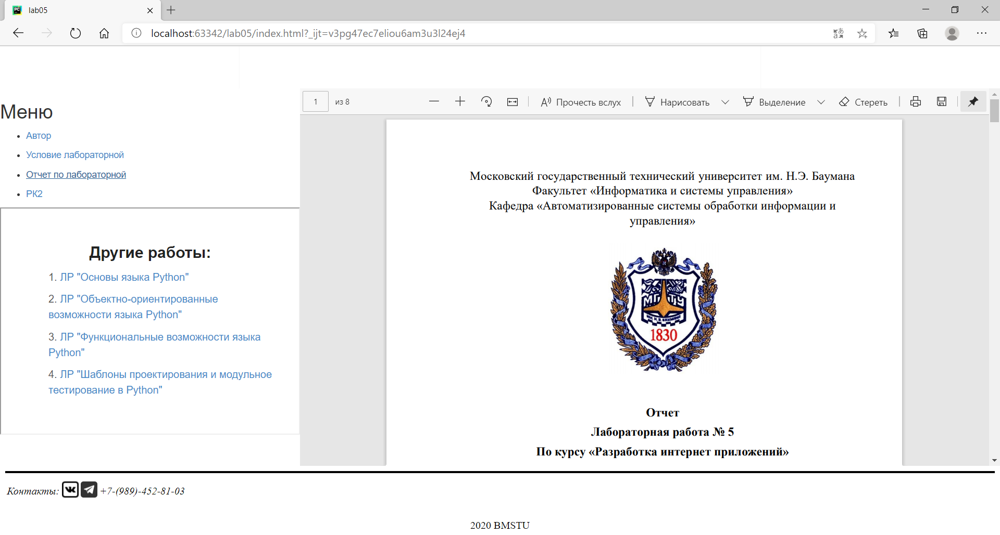 lab05
localhost:63342/lab05/index.html?_ijt=v3pg47ec7eliou6am3u3l24ej4
Меню
Автор
Условие лабораторной
Отчет по лабораторной
РК2
Другие работы:
1. ЛР "Основы языка Python"
2. ЛР "Объектно-ориентированные
возможности языка Python"
3. ЛР "Функциональные возможности языка
Python"
4. ЛР "Шаблоны проектирования и модульное
тестирование в Python"
1 из 8 Прочесть вслух Нарисовать Выделение Стереть
Московский государственный технический университет им. Н.Э. Баумана
Факультет «Информатика и системы управления»
Кафедра «Автоматизированные системы обработки информации и
управления»
МГТУ
ИМ. Н. Э. БАУМАНА
1830
Отчет
Лабораторная работа № 5
По курсу «Разработка интернет приложений»
Контакты: +7-(989)-452-81-03
2020 BMSTU